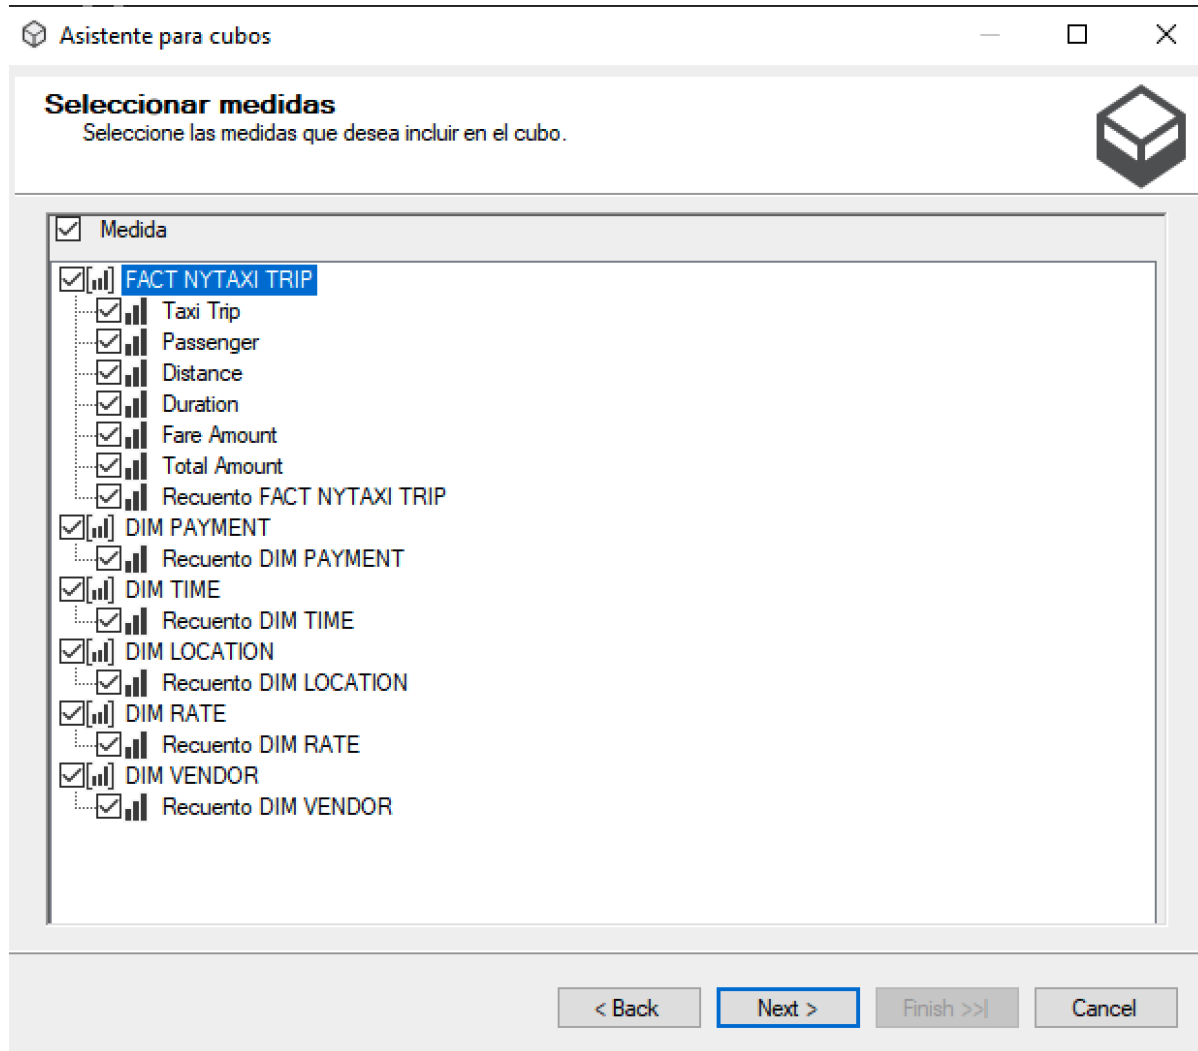 Asistente para cubos
Seleccionar medidas
Seleccione las medidas que desea incluir en el cubo.
Medida
FACT NYTAXI TRIP
Taxi Trip
Passenger
Distance
Duration
Fare Amount
Total Amount
Recuento FACT NYTAXI TRIP
DIM PAYMENT
Recuento DIM PAYMENT
DIM TIME
Recuento DIM TIME
DIM LOCATION
Recuento DIM LOCATION
DIM RATE
Recuento DIM RATE
DIM VENDOR
Recuento DIM VENDOR
< Back Next > Finish >>| Cancel